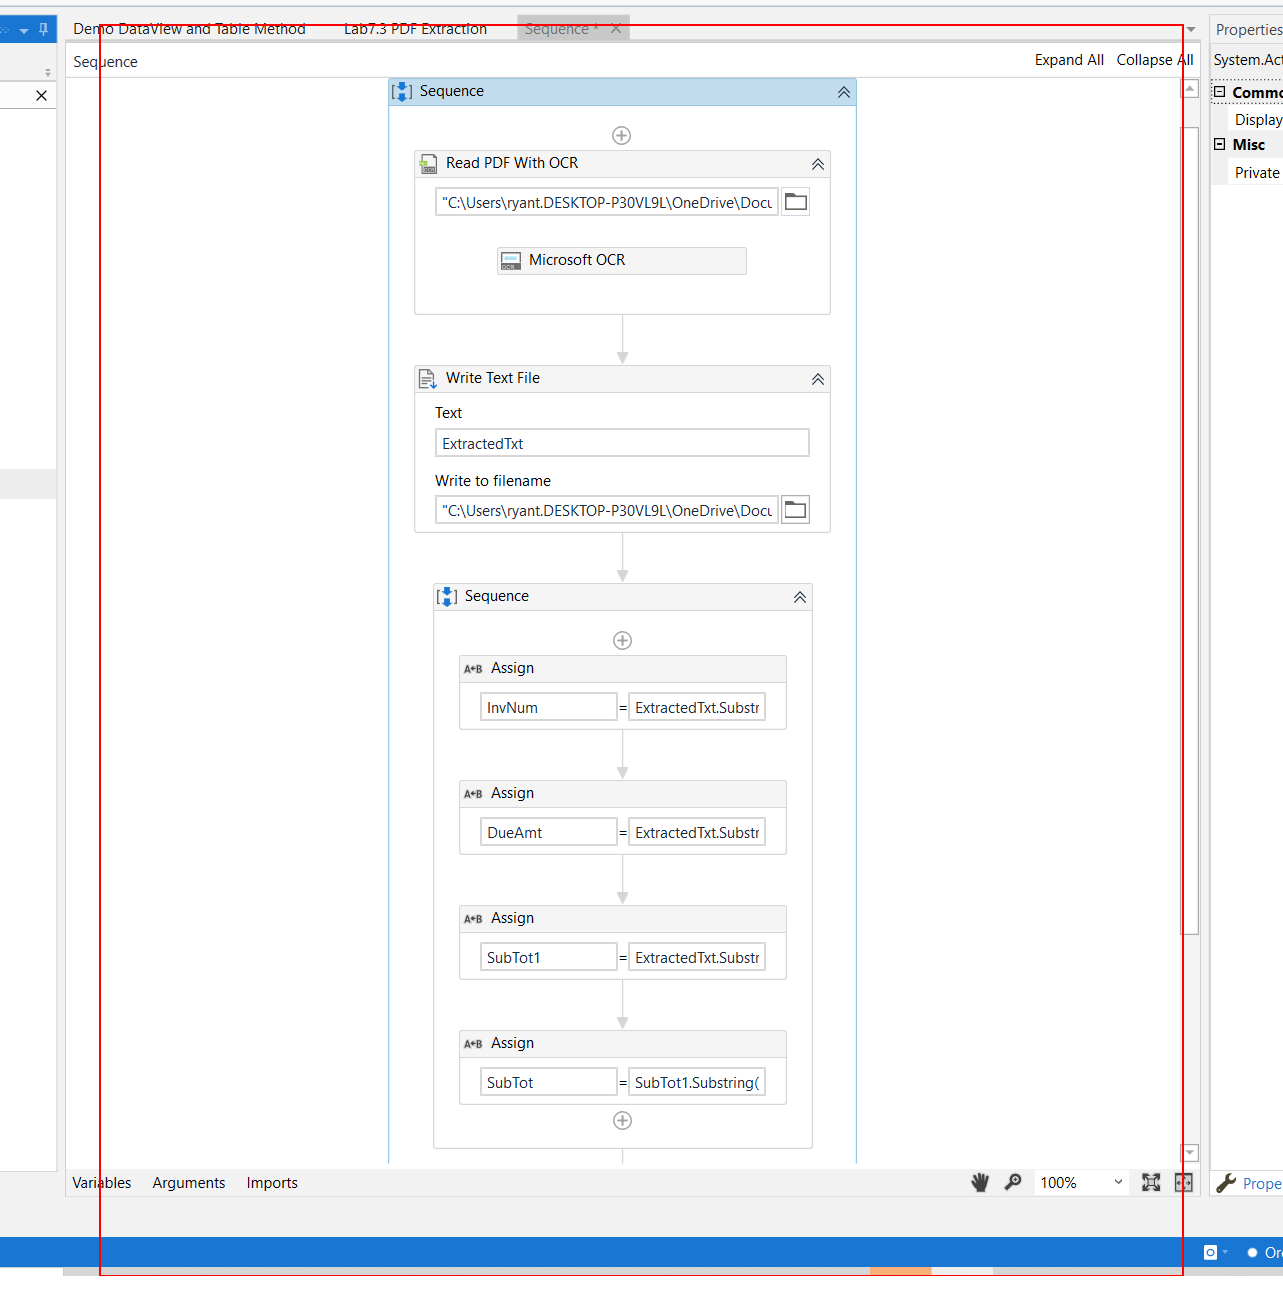 Demo DataView and Table Method Lab7.3 PDF Extraction Sequence *
Properties
Sequence Expand All Collapse All
System.Act
Sequence
Commo
Display
Misc
Private
Read PDF With OCR
"C:\Users\ryant.DESKTOP-P30VL9L\OneDrive\Docu
OCR Microsoft OCR
Write Text File
Text
ExtractedTxt
Write to filename
"C:\Users\ryant.DESKTOP-P30VL9L\OneDrive\Docu
Sequence
A←B Assign
InvNum = ExtractedTxt.Substr
A←B Assign
DueAmt = ExtractedTxt.Substr
A←B Assign
SubTot1 = ExtractedTxt.Substr
A←B Assign
SubTot = SubTot1.Substring(
Variables Arguments Imports 100%
Prope
Or